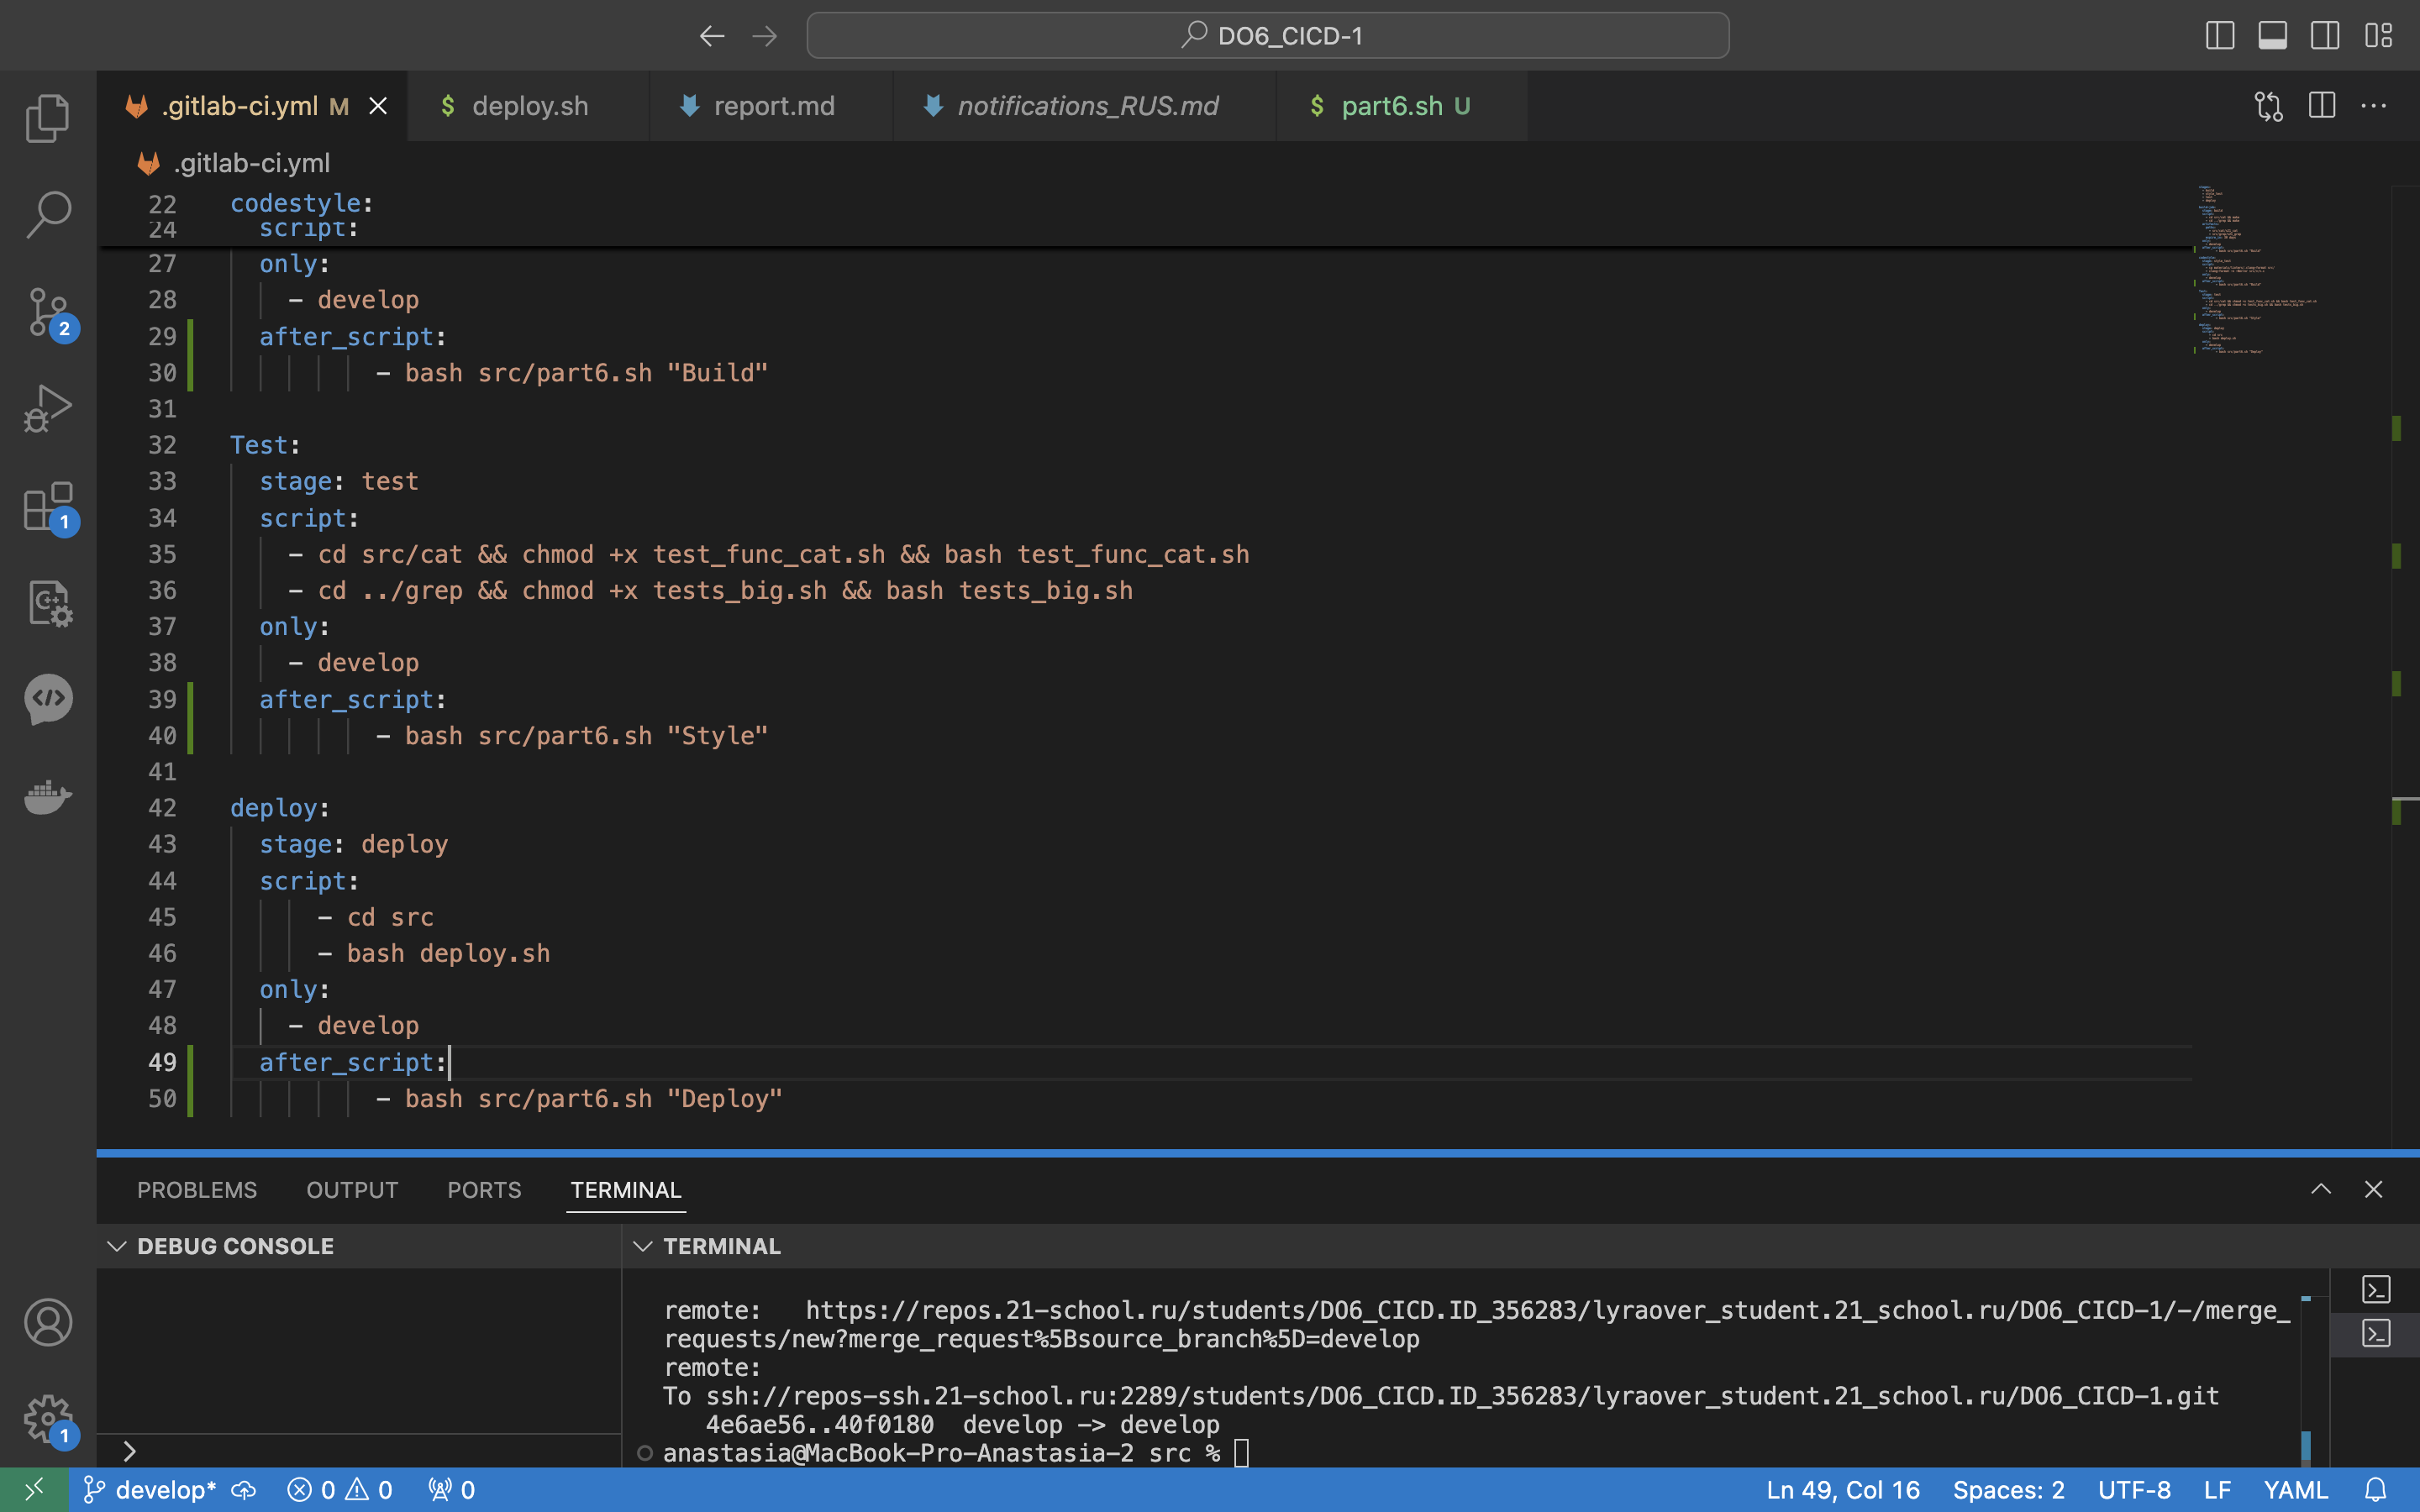 DO6_CICD-1
.gitlab-ci.yml M
$ deploy.sh
report.md
notifications_RUS.md
$ part6.sh U
.gitlab-ci.yml
22 codestyle:
24 script:
27 only:
28 - develop
29 after_script:
30 - bash src/part6.sh "Build"
31
32 Test:
33 stage: test
34 script:
35 - cd src/cat && chmod +x test_func_cat.sh && bash test_func_cat.sh
36 - cd ../grep && chmod +x tests_big.sh && bash tests_big.sh
37 only:
38 - develop
39 after_script:
40 - bash src/part6.sh "Style"
41
42 deploy:
43 stage: deploy
44 script:
45 - cd src
46 - bash deploy.sh
47 only:
48 - develop
49 after_script:
50 - bash src/part6.sh "Deploy"
2
1
C++
1
PROBLEMS OUTPUT PORTS TERMINAL
DEBUG CONSOLE
TERMINAL
remote: https://repos.21-school.ru/students/DO6_CICD.ID_356283/lyraover_student.21_school.ru/DO6_CICD-1/-/merge_
requests/new?merge_request%5Bsource_branch%5D=develop
remote:
To ssh://repos-ssh.21-school.ru:2289/students/DO6_CICD.ID_356283/lyraover_student.21_school.ru/DO6_CICD-1.git
4e6ae56..40f0180 develop -> develop
anastasia@MacBook-Pro-Anastasia-2 src %
develop* 0 0 0 Ln 49, Col 16 Spaces: 2 UTF-8 LF YAML